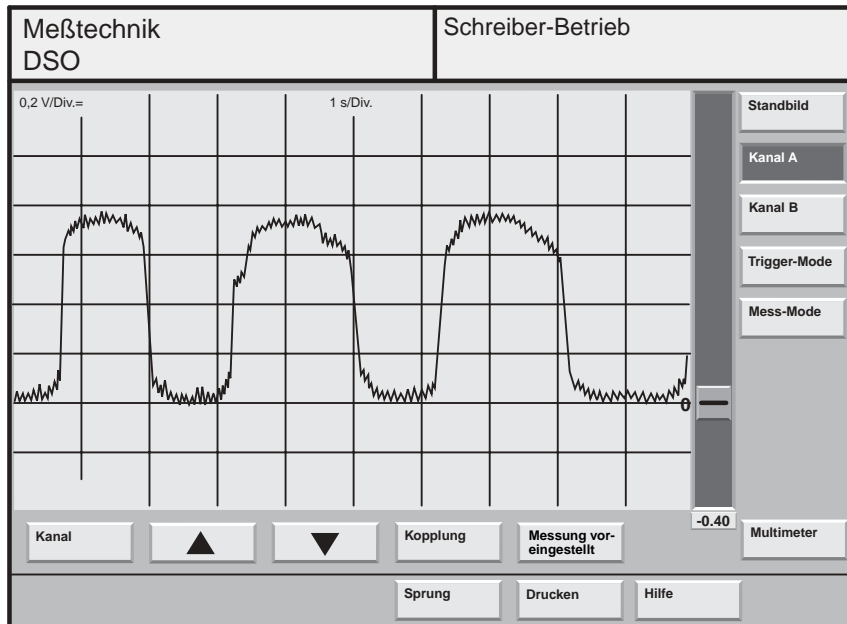 Meßtechnik
DSO
Schreiber-Betrieb
0,2 V/Div.=
1 s/Div.
Standbild
Kanal A
Kanal B
Trigger-Mode
Mess-Mode
0
-0.40
Kanal
Kopplung
Messung vor-
eingestellt
Multimeter
Sprung
Drucken
Hilfe